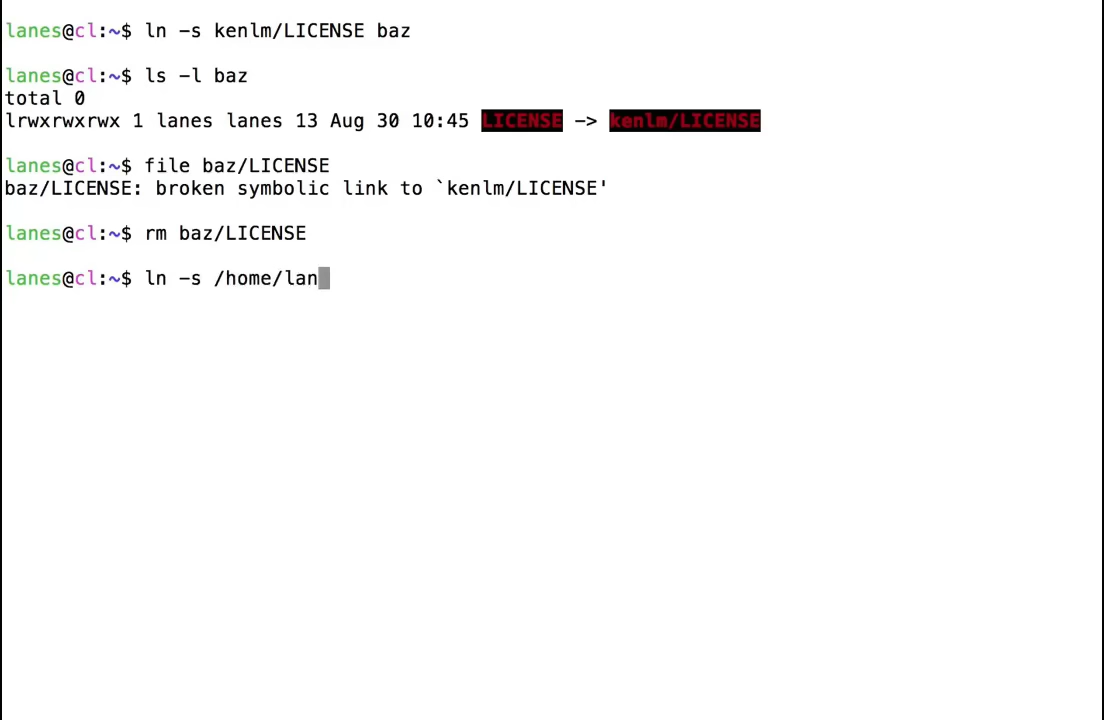 lanes@cl:~$ ln -s kenlm/LICENSE baz
lanes@cl:~$ ls -l baz
total 0
lrwxrwxrwx 1 lanes lanes 13 Aug 30 10:45 LICENSE -> kenlm/LICENSE
lanes@cl:~$ file baz/LICENSE
baz/LICENSE: broken symbolic link to `kenlm/LICENSE'
lanes@cl:~$ rm baz/LICENSE
lanes@cl:~$ ln -s /home/lan